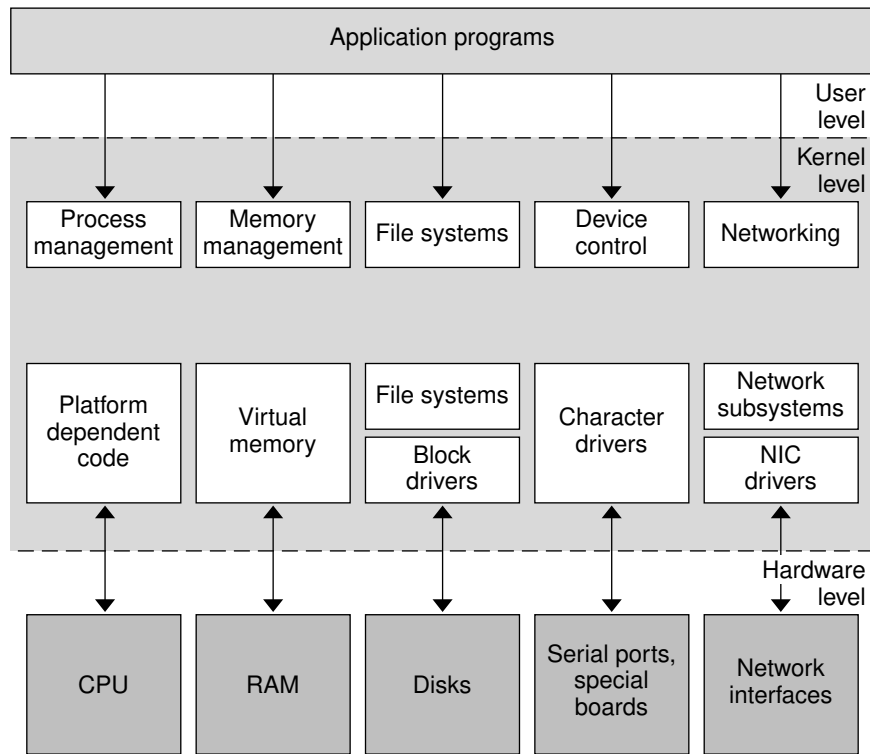 Application programs
User
level
Kernel
level
Process
management
Memory
management
File systems
Device
control
Networking
Platform
dependent
code
Virtual
memory
File systems
Block
drivers
Character
drivers
Network
subsystems
NIC
drivers
Hardware
level
CPU
RAM
Disks
Serial ports,
special
boards
Network
interfaces